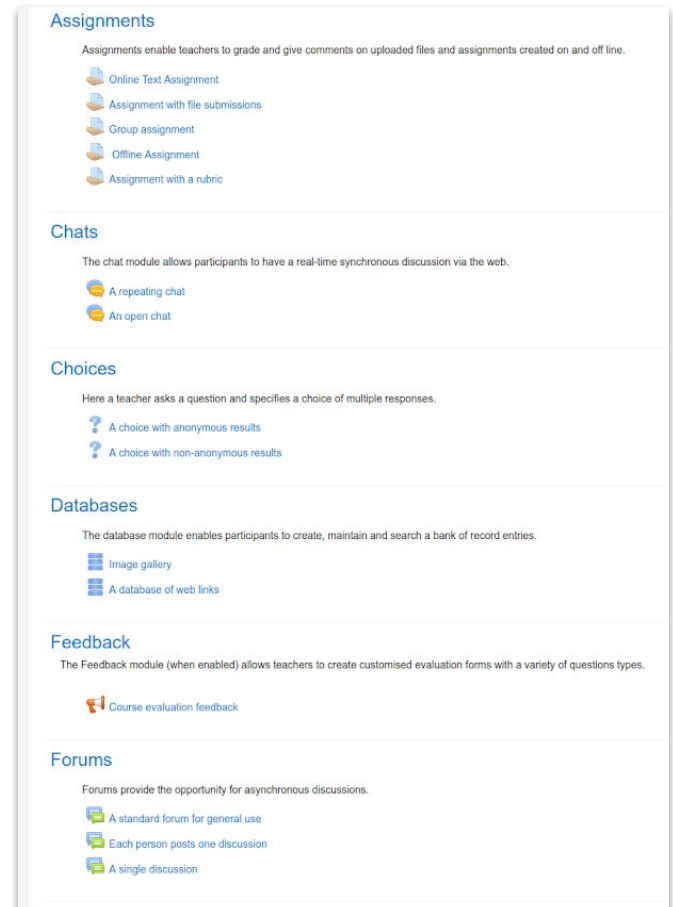 Assignments
Assignments enable teachers to grade and give comments on uploaded files and assignments created on and off line.
Online Text Assignment
Assignment with file submissions
Group assignment
Offline Assignment
Assignment with a rubric
Chats
The chat module allows participants to have a real-time synchronous discussion via the web.
A repeating chat
An open chat
Choices
Here a teacher asks a question and specifies a choice of multiple responses.
A choice with anonymous results
A choice with non-anonymous results
Databases
The database module enables participants to create, maintain and search a bank of record entries.
Image gallery
A database of web links
Feedback
The Feedback module (when enabled) allows teachers to create customised evaluation forms with a variety of questions types.
Course evaluation feedback
Forums
Forums provide the opportunity for asynchronous discussions.
A standard forum for general use
Each person posts one discussion
A single discussion